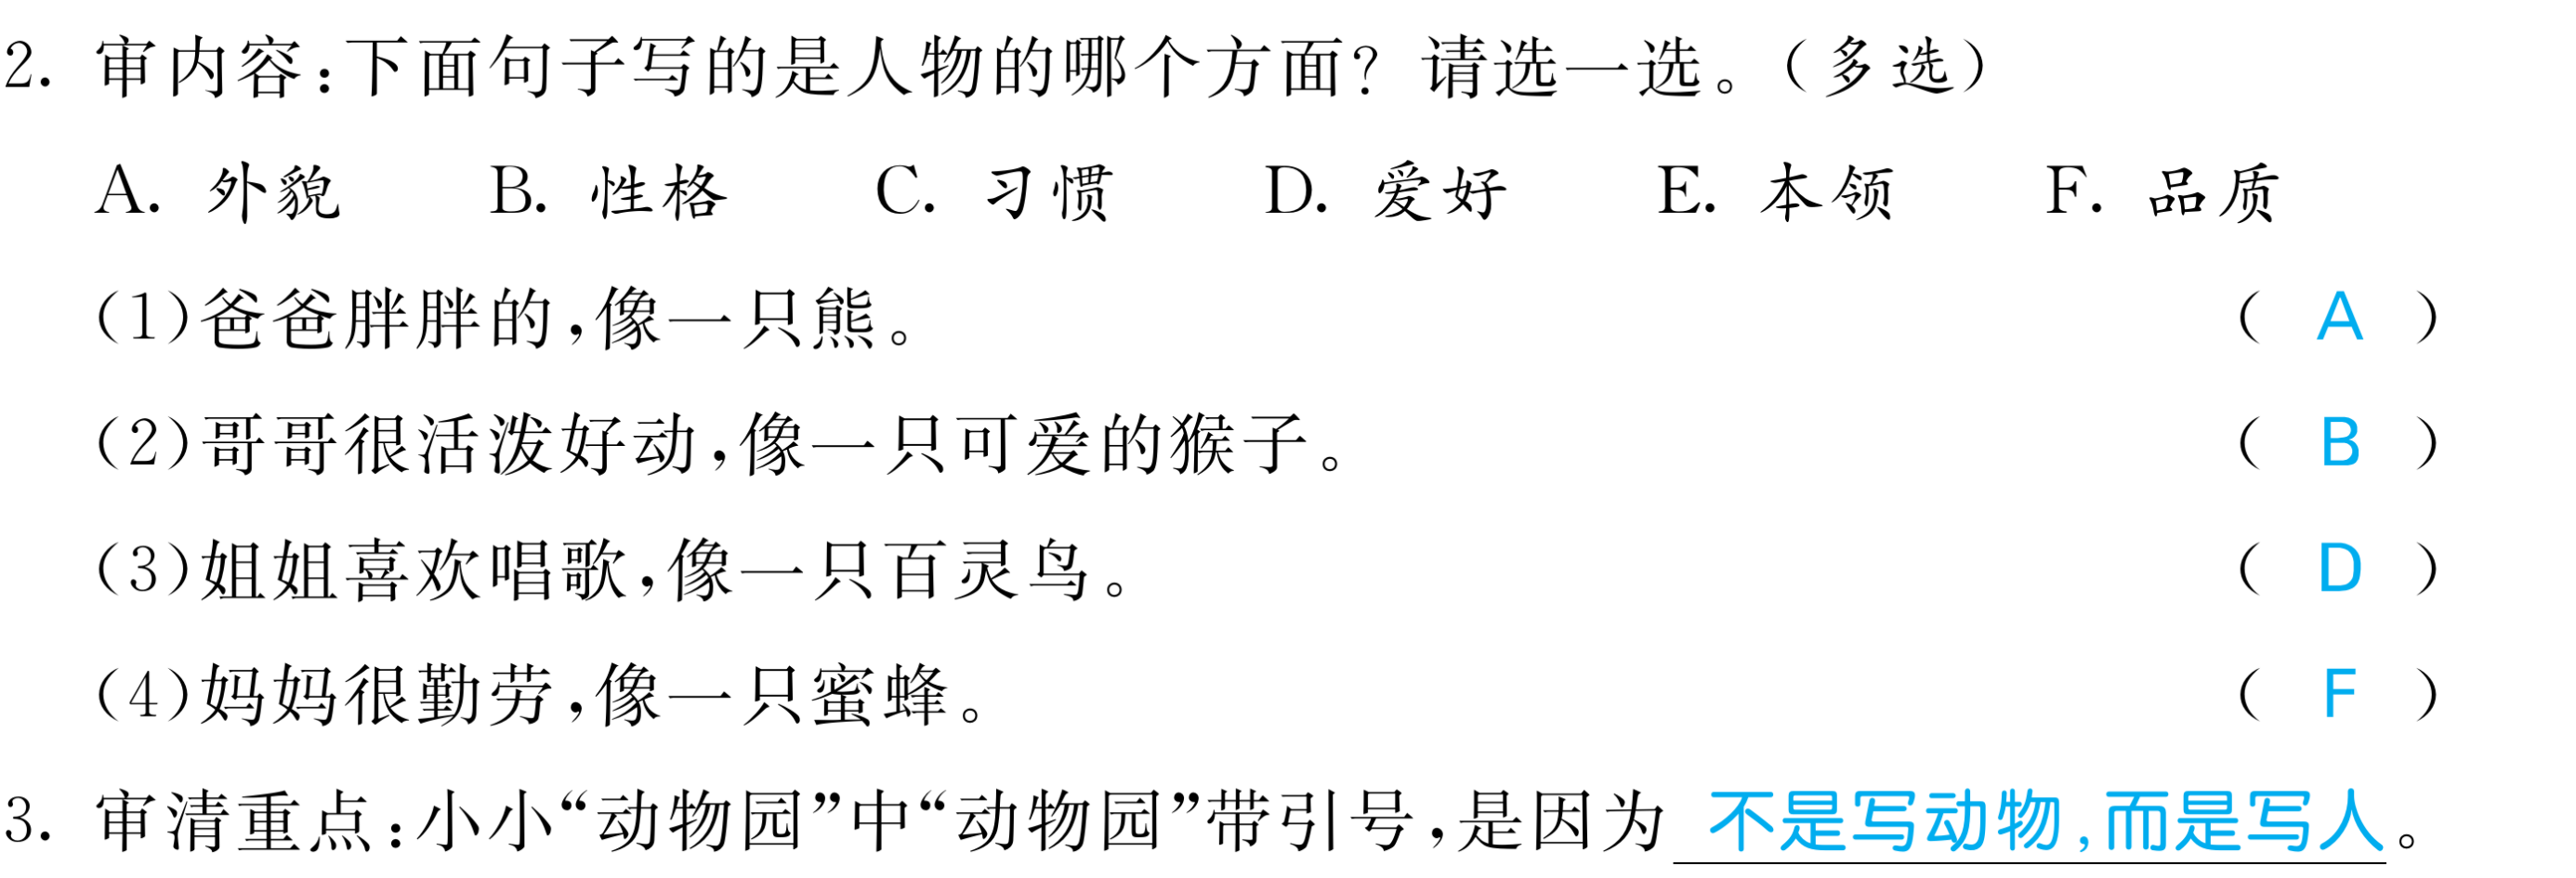 2. 审内容:下面句子写的是人物的哪个方面? 请选一选。(多选)
A. 外貌 B. 性格 C. 习惯 D. 爱好 E. 本领 F. 品质
(1)爸爸胖胖的,像一只熊。 ( A )
(2)哥哥很活泼好动,像一只可爱的猴子。 ( B )
(3)姐姐喜欢唱歌,像一只百灵鸟。 ( D )
(4)妈妈很勤劳,像一只蜜蜂。 ( F )
3. 审清重点:小小“动物园”中“动物园”带引号,是因为 不是写动物,而是写人。